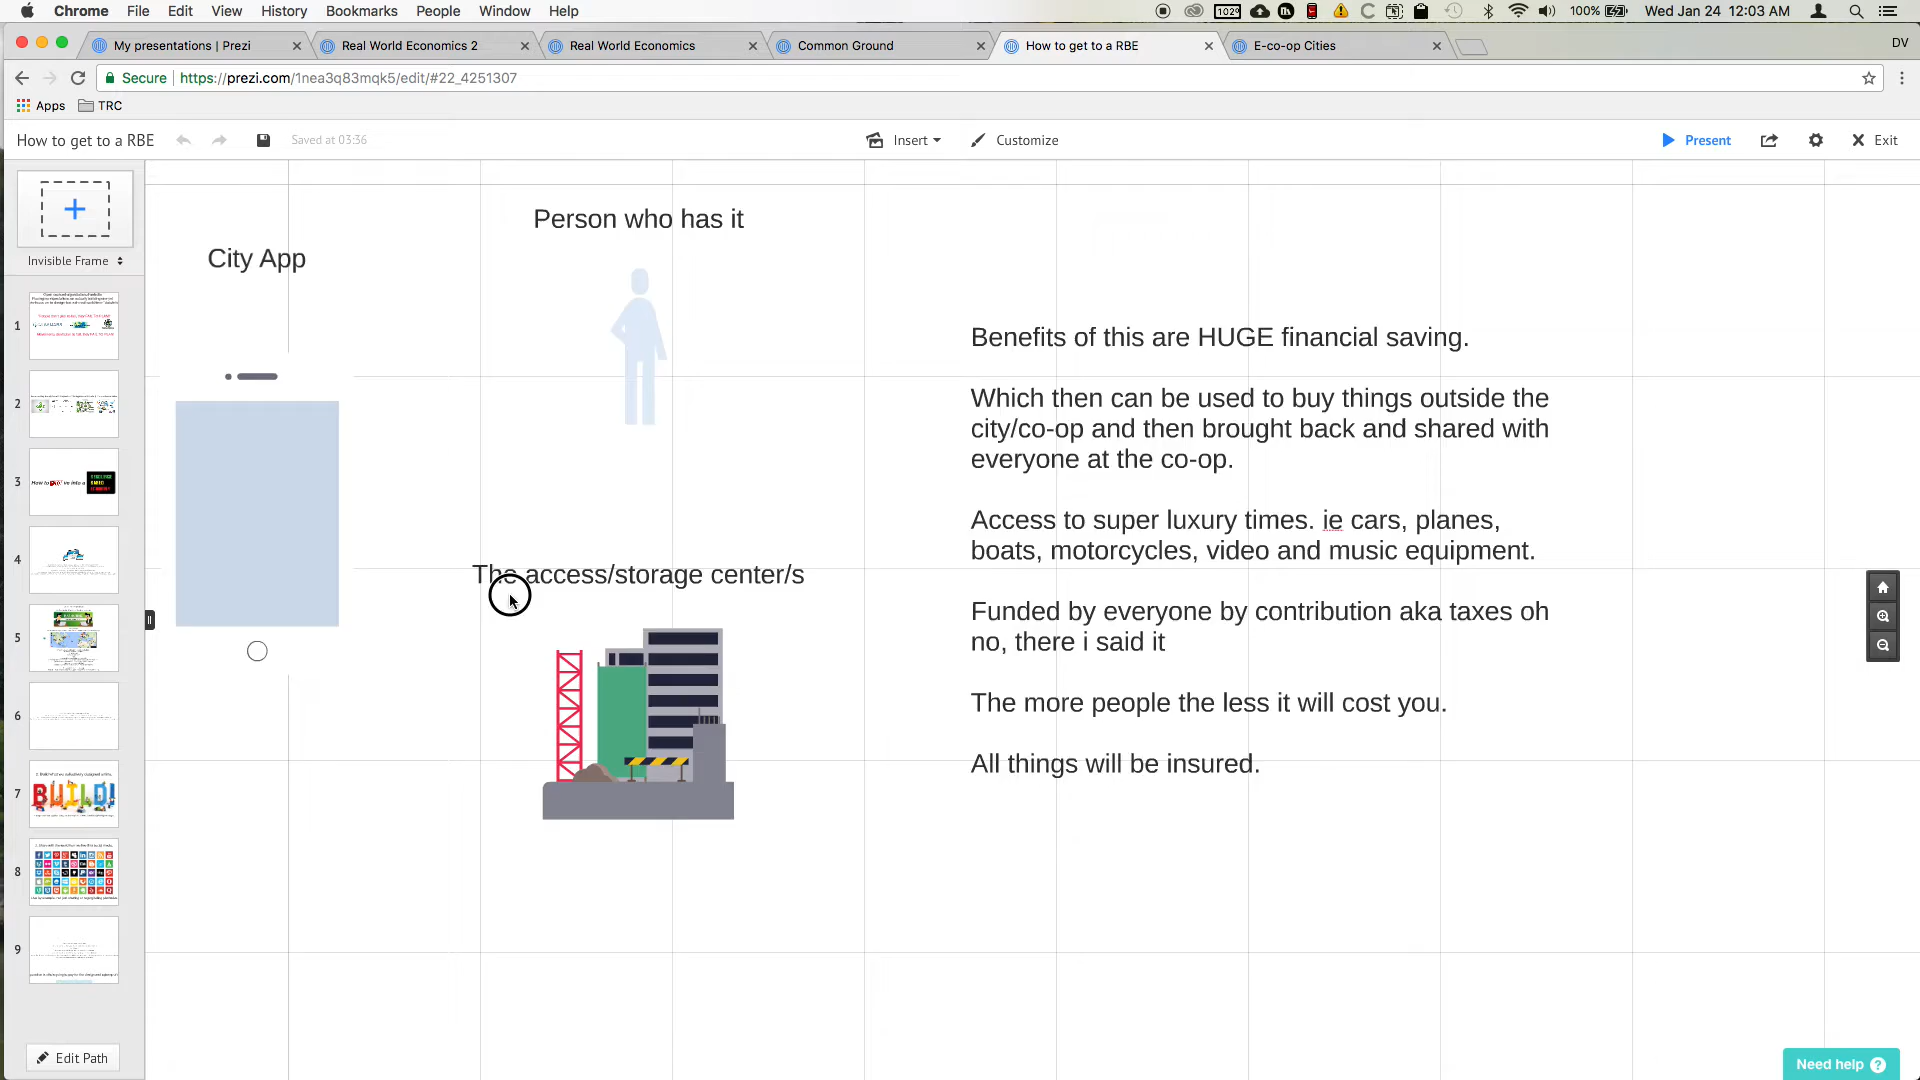 Chrome File Edit View History Bookmarks People Window Help
102° 100% Wed Jan 24 12:03 AM
My presentations | Prezi
Real World Economics 2
Real World Economics
Common Ground
How to get to a RBE
E-co-op Cities
DV
Secure https://prezi.com/1nea3q83mqk5/edit/#22_4251307
Apps TRC
How to get to a RBE
Saved at 03:36
Insert
Customize
Present
Exit
Invisible Frame
1
2
3
4
5
6
7
BUILD!
8
9
Edit Path
City App
Person who has it
The access/storage center/s
Benefits of this are HUGE financial saving.
Which then can be used to buy things outside the
city/co-op and then brought back and shared with
everyone at the co-op.
Access to super luxury times. ie cars, planes,
boats, motorcycles, video and music equipment.
Funded by everyone by contribution aka taxes oh
no, there i said it
The more people the less it will cost you.
All things will be insured.
Need help ?